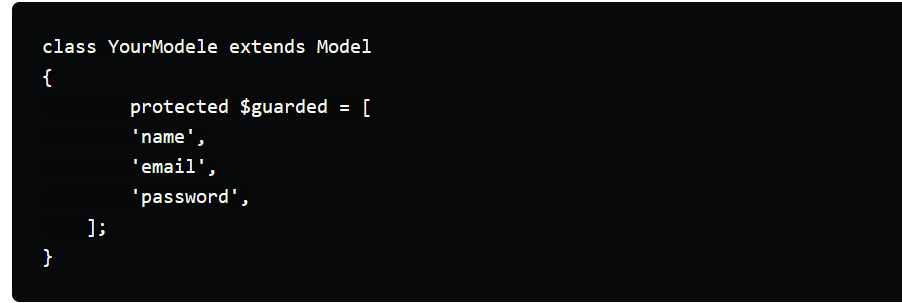 class YourModele extends Model
{
        protected $guarded = [
        'name',
        'email',
        'password',
    ];
}